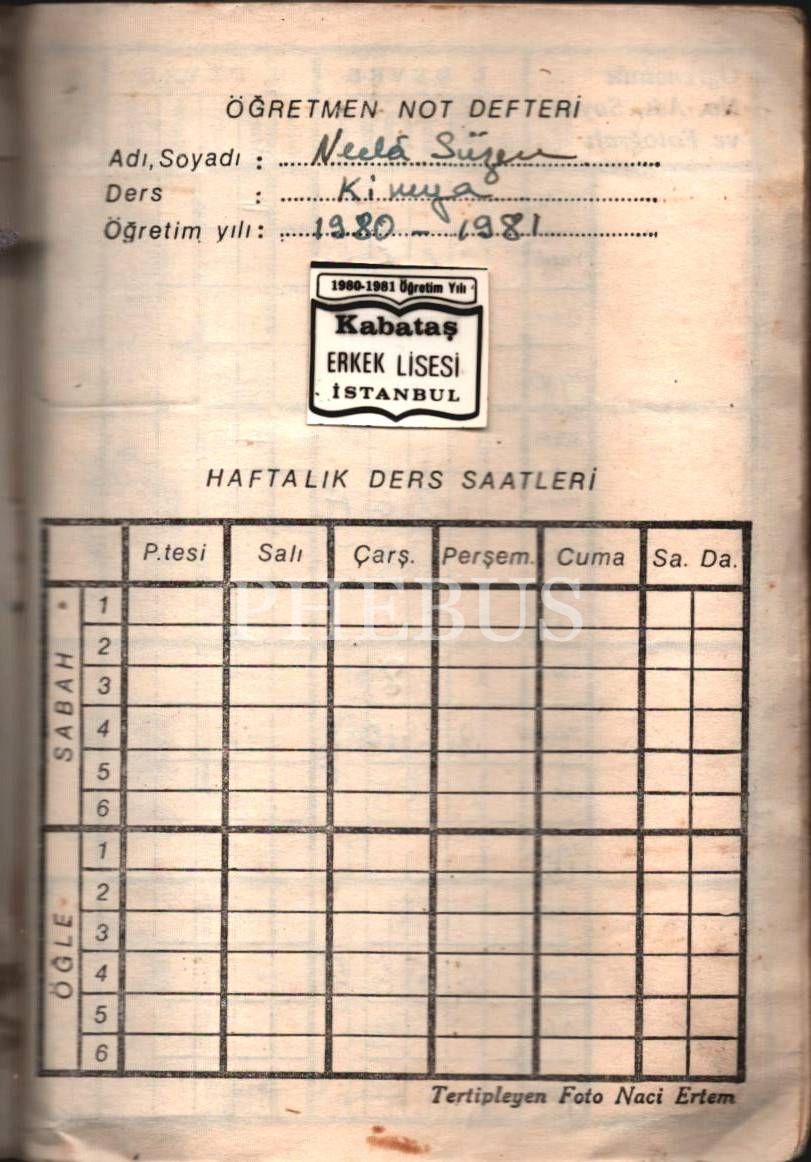 ÖĞRETMEN NOT DEFTERİ
Adı, Soyadı : Neclâ Süzen
Ders : Kimya
Öğretim yılı : 1980 - 1981
1980-1981 Öğretim Yılı
Kabataş
ERKEK LİSESİ
İSTANBUL
HAFTALIK DERS SAATLERİ
P.tesi Salı Çarş. Perşem. Cuma Sa. Da.
PHEBUS
SABAH
1
2
3
4
5
6
ÖĞLE
1
2
3
4
5
6
Tertipleyen Foto Naci Ertem